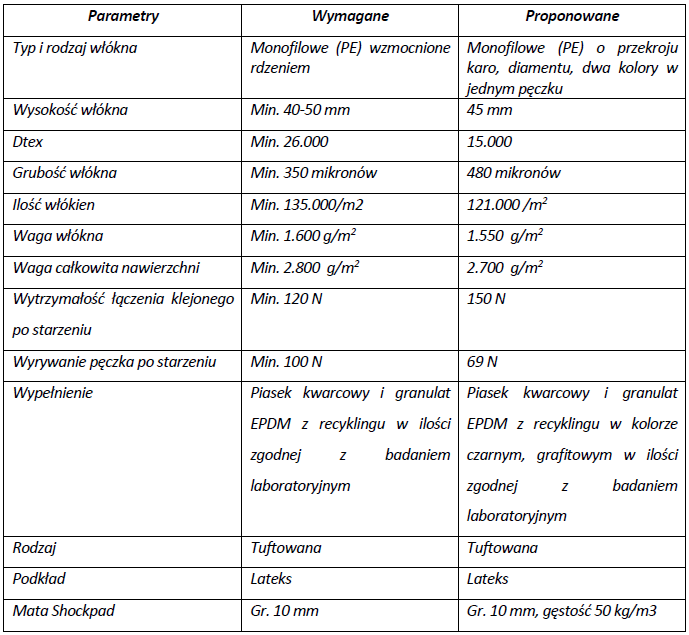 Parametry Wymagane Proponowane
Typ i rodzaj włókna Monofilowe (PE) wzmocnione Monofilowe (PE) o przekroju
rdzeniem karo, diamentu, dwa kolory w
jednym pęczku
Wysokość włókna Min. 40-50 mm 45 mm
Dtex Min. 26.000 15.000
Grubość włókna Min. 350 mikronów 480 mikronów
Ilość włókien Min. 135.000/m2 121.000 /m²
Waga włókna Min. 1.600 g/m² 1.550 g/m²
Waga całkowita nawierzchni Min. 2.800 g/m² 2.700 g/m²
Wytrzymałość łączenia klejonego Min. 120 N 150 N
po starzeniu
Wyrywanie pęczka po starzeniu Min. 100 N 69 N
Wypełnienie Piasek kwarcowy i granulat Piasek kwarcowy i granulat
EPDM z recyklingu w ilości EPDM z recyklingu w kolorze
zgodnej z badaniem czarnym, grafitowym w ilości
laboratoryjnym zgodnej z badaniem
laboratoryjnym
Rodzaj Tuftowana Tuftowana
Podkład Lateks Lateks
Mata Shockpad Gr. 10 mm Gr. 10 mm, gęstość 50 kg/m3